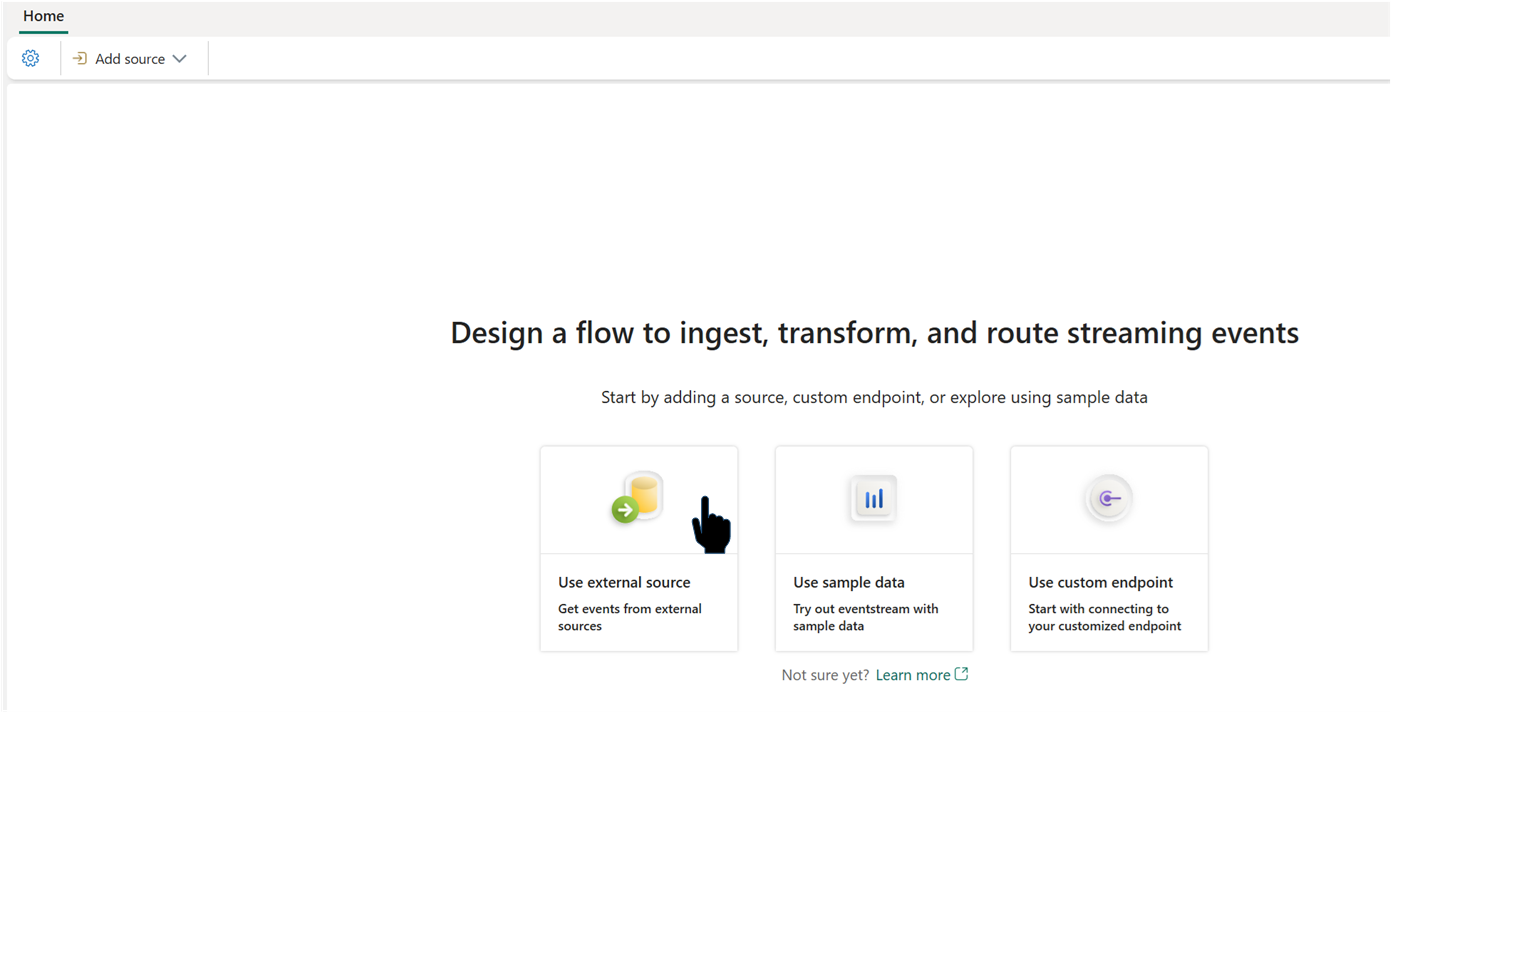 Home
Add source
Design a flow to ingest, transform, and route streaming events
Start by adding a source, custom endpoint, or explore using sample data
Use external source
Get events from external
sources
Use sample data
Try out eventstream with
sample data
Use custom endpoint
Start with connecting to
your customized endpoint
Not sure yet? Learn more